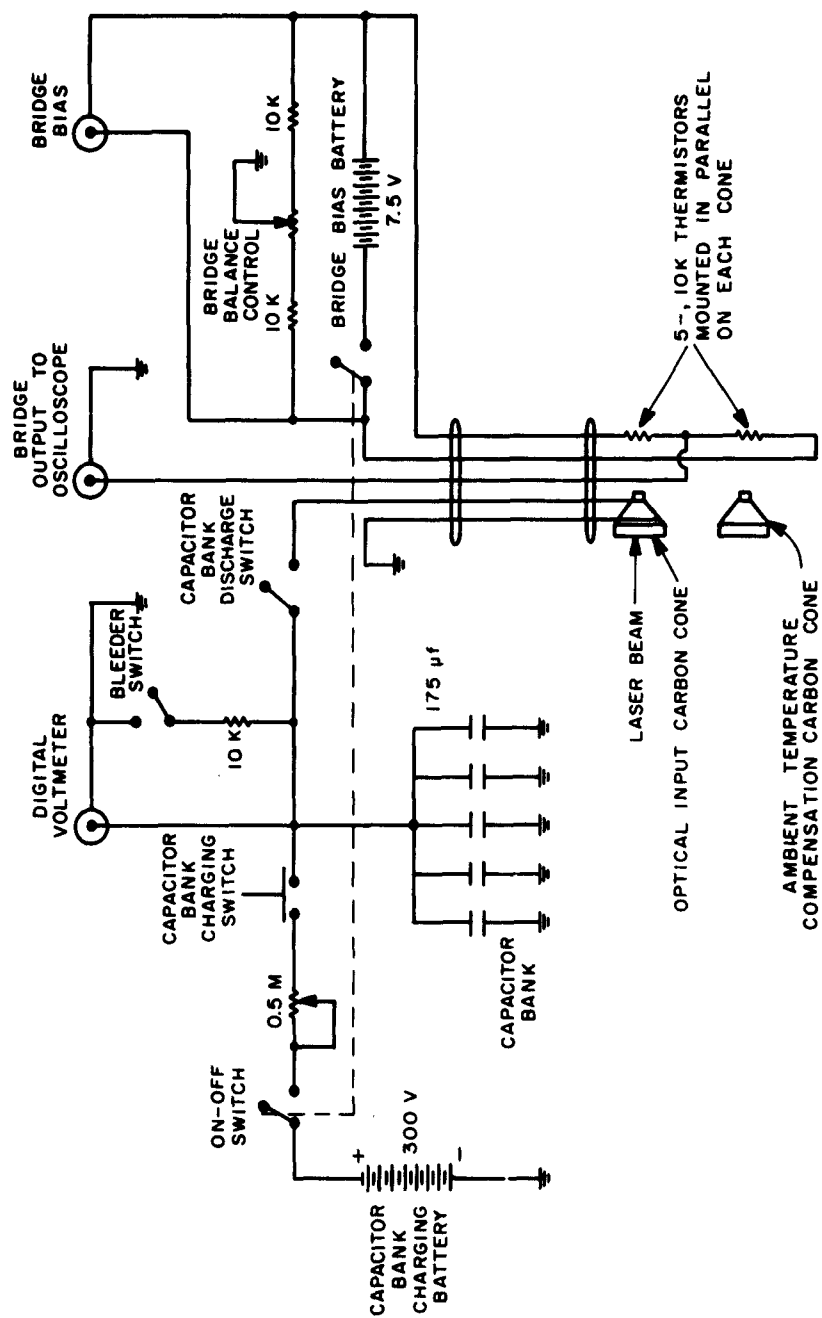 DIGITAL
VOLTMETER
BRIDGE
OUTPUT TO
OSCILLOSCOPE
BRIDGE
BIAS
BLEEDER
SWITCH
10 K
CAPACITOR
BANK
CHARGING
SWITCH
CAPACITOR
BANK
DISCHARGE
SWITCH
BRIDGE
BALANCE
CONTROL
10 K
10 K
ON-OFF
SWITCH
0.5 M
BRIDGE BIAS BATTERY
7.5 V
CAPACITOR
BANK
CHARGING
BATTERY
+
300 V
-
175 µf
CAPACITOR
BANK
LASER BEAM
OPTICAL INPUT CARBON CONE
5-, 10K THERMISTORS
MOUNTED IN PARALLEL
ON EACH CONE
AMBIENT TEMPERATURE
COMPENSATION CARBON CONE